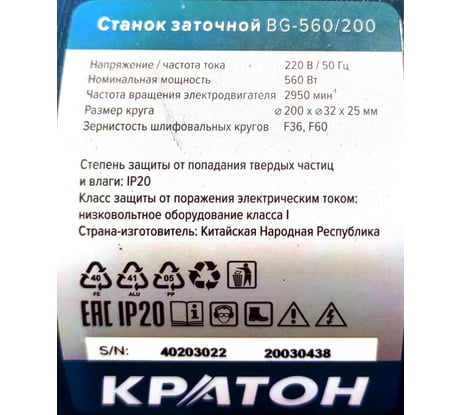 Станок заточной BG-560/200
Напряжение / частота тока 220 В / 50 Гц
Номинальная мощность 560 Вт
Частота вращения электродвигателя 2950 мин⁻¹
Размер круга ⌀ 200 х ⌀ 32 х 25 мм
Зернистость шлифовальных кругов F36, F60
Степень защиты от попадания твердых частиц
и влаги: IP20
Класс защиты от поражения электрическим током:
низковольтное оборудование класса I
Страна-изготовитель: Китайская Народная Республика
40 41 05
FE ALU PP
ЕАС IP20
S/N: 40203022 20030438
КРАТОН